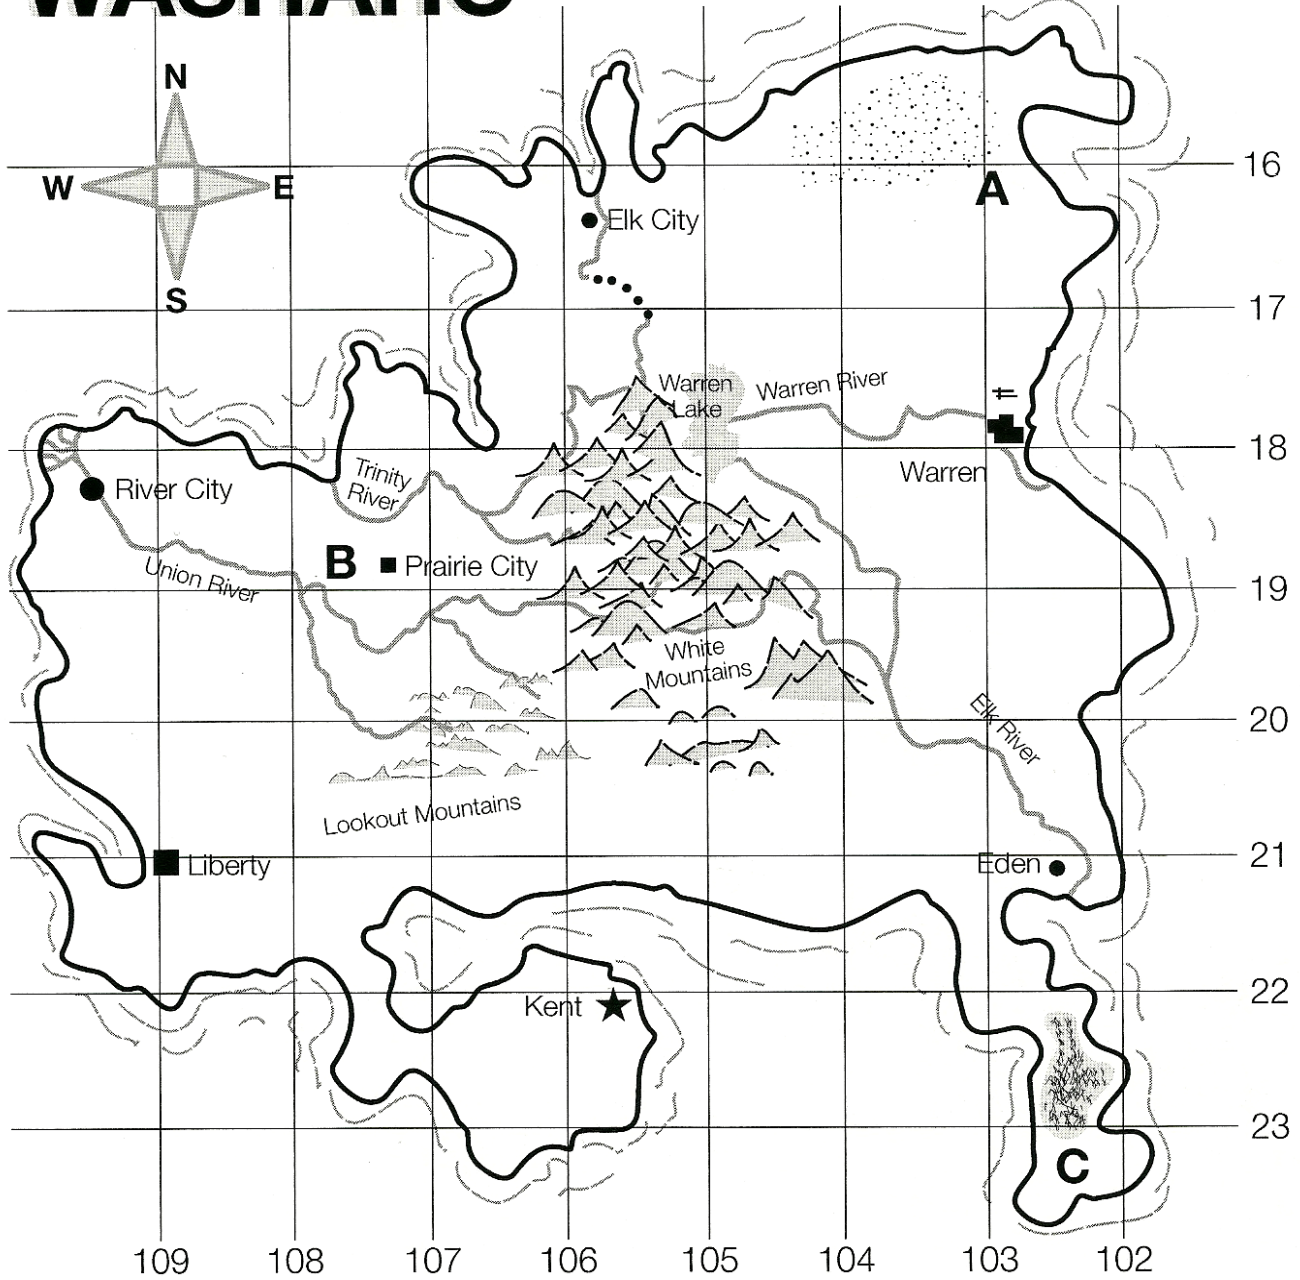 N
W E
S
16
A
Elk City
17
Warren
Lake
Warren River
18
Trinity
River
Warren
River City
B
Prairie City
Union River
19
White
Mountains
Elk River
20
Lookout Mountains
21
Liberty
Eden
22
Kent
23
C
109 108 107 106 105 104 103 102